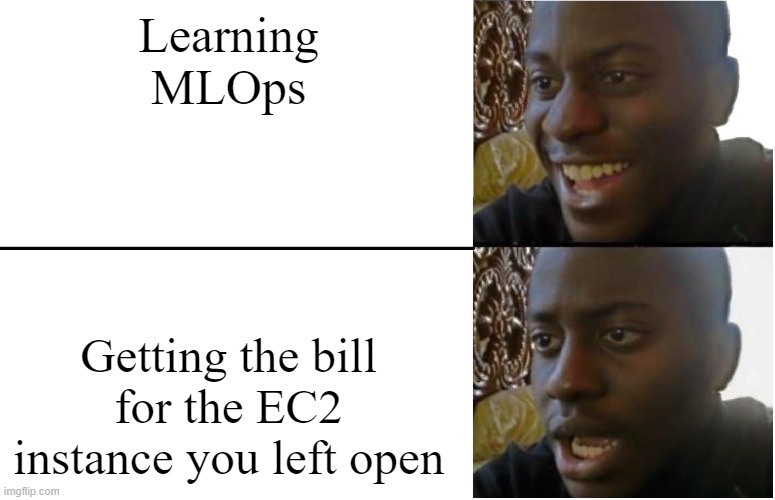 Learning
MLOps
Getting the bill
for the EC2
instance you left open
imgflip.com